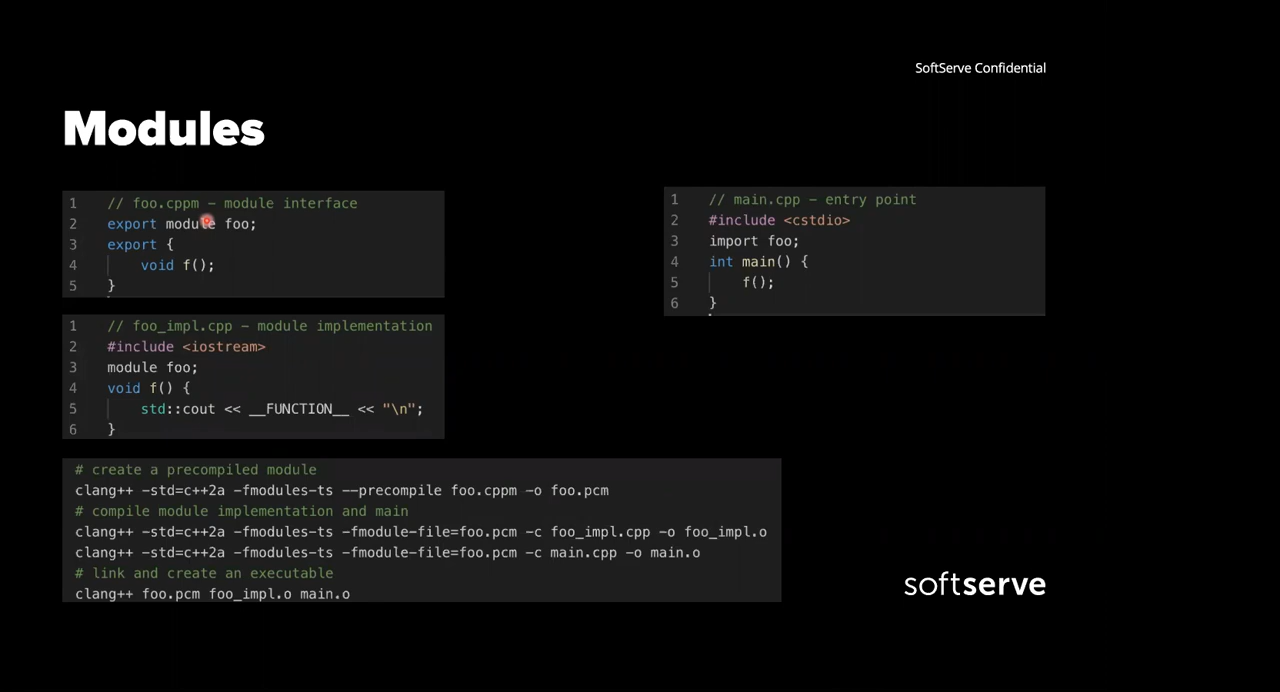 SoftServe Confidential
Modules
1 // foo.cppm - module interface
2 export module foo;
3 export {
4 void f();
5 }
1 // foo_impl.cpp - module implementation
2 #include <iostream>
3 module foo;
4 void f() {
5 std::cout << __FUNCTION__ << "\n";
6 }
1 // main.cpp - entry point
2 #include <cstdio>
3 import foo;
4 int main() {
5 f();
6 }
# create a precompiled module
clang++ -std=c++2a -fmodules-ts --precompile foo.cppm -o foo.pcm
# compile module implementation and main
clang++ -std=c++2a -fmodules-ts -fmodule-file=foo.pcm -c foo_impl.cpp -o foo_impl.o
clang++ -std=c++2a -fmodules-ts -fmodule-file=foo.pcm -c main.cpp -o main.o
# link and create an executable
clang++ foo.pcm foo_impl.o main.o
softserve